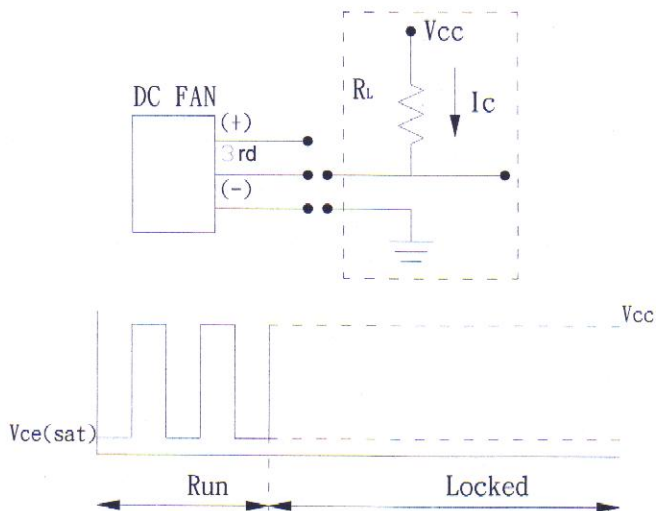 Vcc
RL
Ic
DC FAN
(+)
3rd
(-)
Vcc
Vce(sat)
Run
Locked